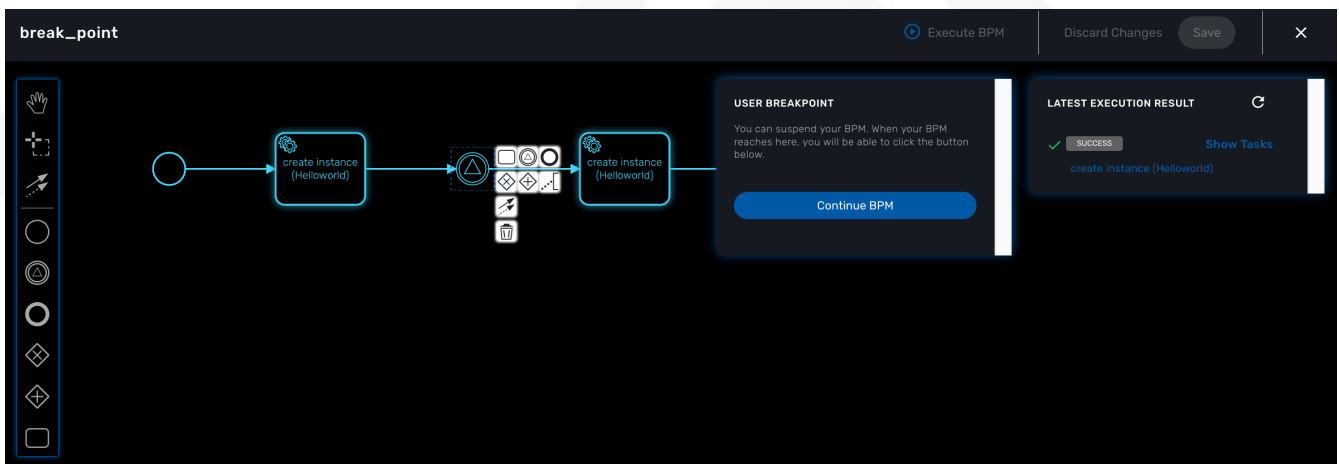 break_point
Execute BPM
Discard Changes
Save
USER BREAKPOINT
You can suspend your BPM. When your BPM
reaches here, you will be able to click the button
below.
Continue BPM
LATEST EXECUTION RESULT
SUCCESS
Show Tasks
create instance (Helloworld)
create instance
(Helloworld)
create instance
(Helloworld)